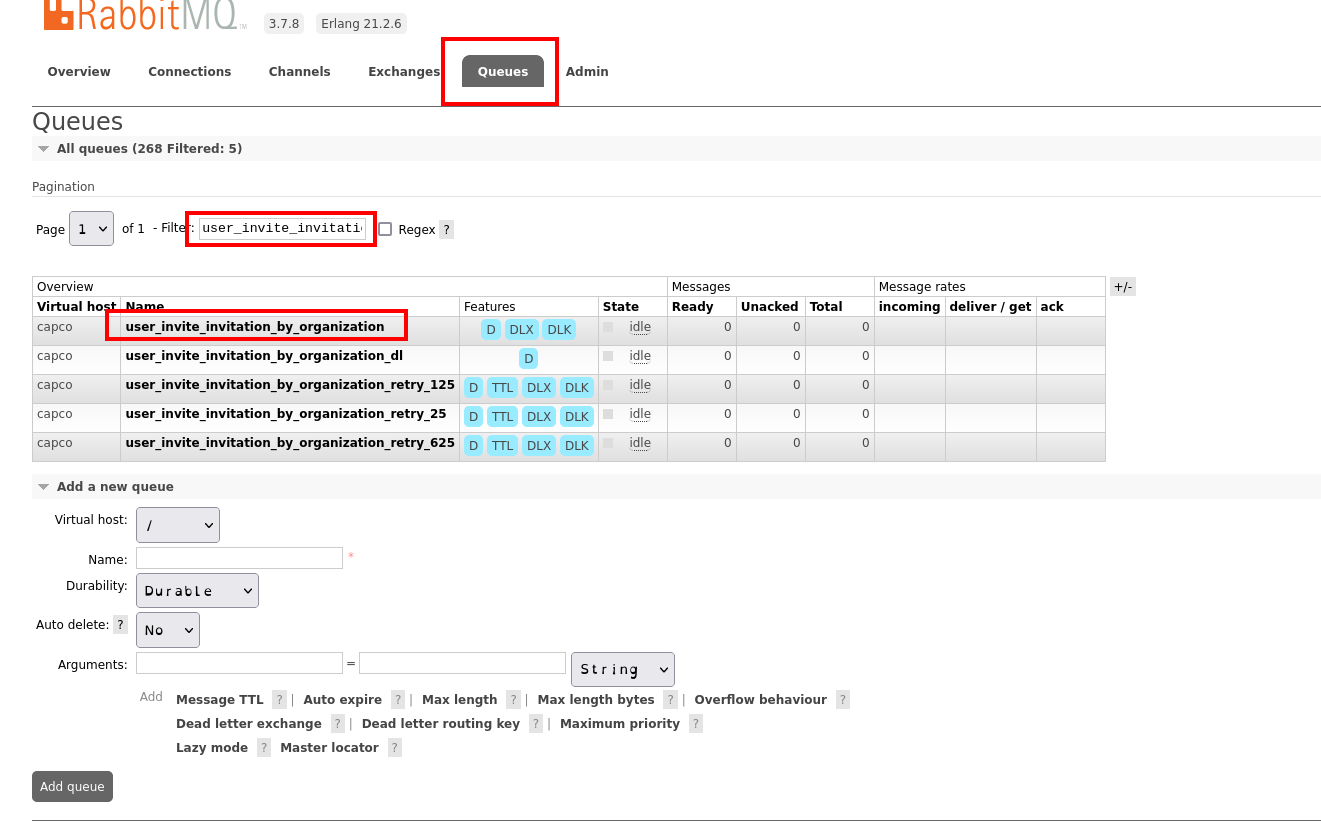 RabbitMQ TM 3.7.8 Erlang 21.2.6
Overview Connections Channels Exchanges Queues Admin
Queues
All queues (268 Filtered: 5)
Pagination
Page 1 of 1 - Filter: user_invite_invitati Regex ?
Overview Messages Message rates +/-
Virtual host Name Features State Ready Unacked Total incoming deliver / get ack
capco user_invite_invitation_by_organization D DLX DLK idle 0 0 0
capco user_invite_invitation_by_organization_dl D idle 0 0 0
capco user_invite_invitation_by_organization_retry_125 D TTL DLX DLK idle 0 0 0
capco user_invite_invitation_by_organization_retry_25 D TTL DLX DLK idle 0 0 0
capco user_invite_invitation_by_organization_retry_625 D TTL DLX DLK idle 0 0 0
Add a new queue
Virtual host: /
Name: *
Durability: Durable
Auto delete: ? No
Arguments: = String
Add Message TTL ? | Auto expire ? | Max length ? | Max length bytes ? | Overflow behaviour ?
Dead letter exchange ? | Dead letter routing key ? | Maximum priority ?
Lazy mode ? Master locator ?
Add queue